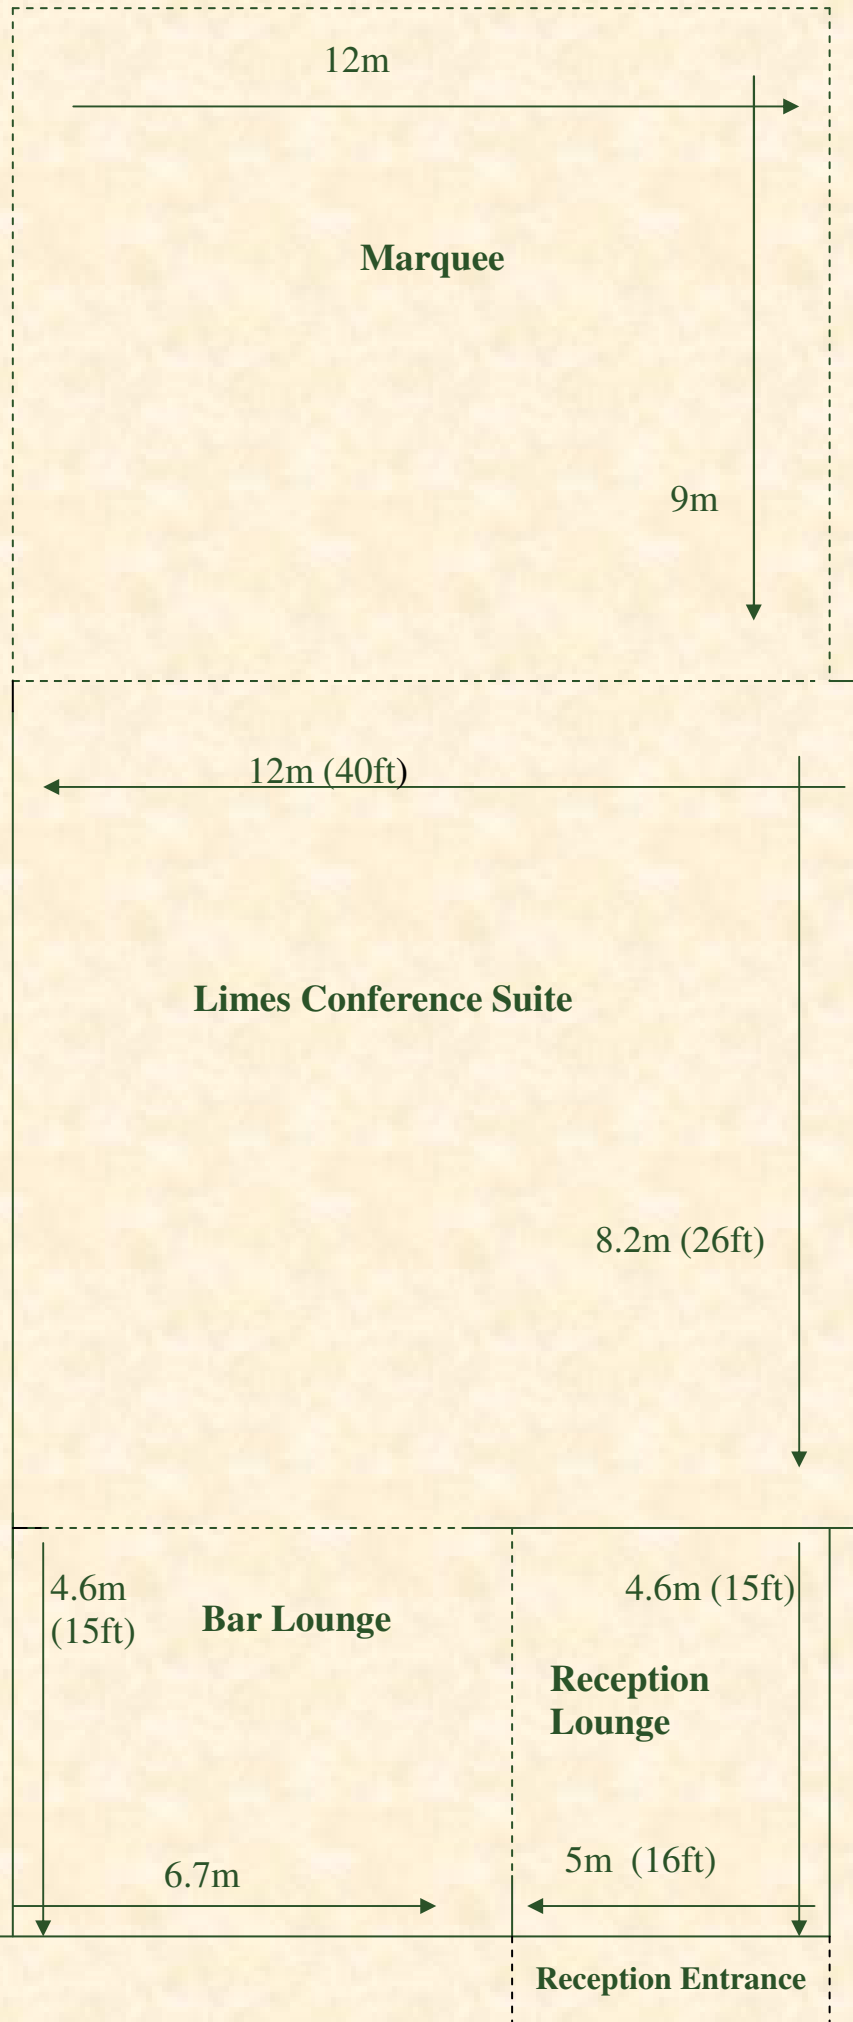 12m
Marquee
9m
12m (40ft)
Limes Conference Suite
8.2m (26ft)
4.6m
(15ft)
Bar Lounge
4.6m (15ft)
Reception
Lounge
6.7m
5m  (16ft)
Reception Entrance